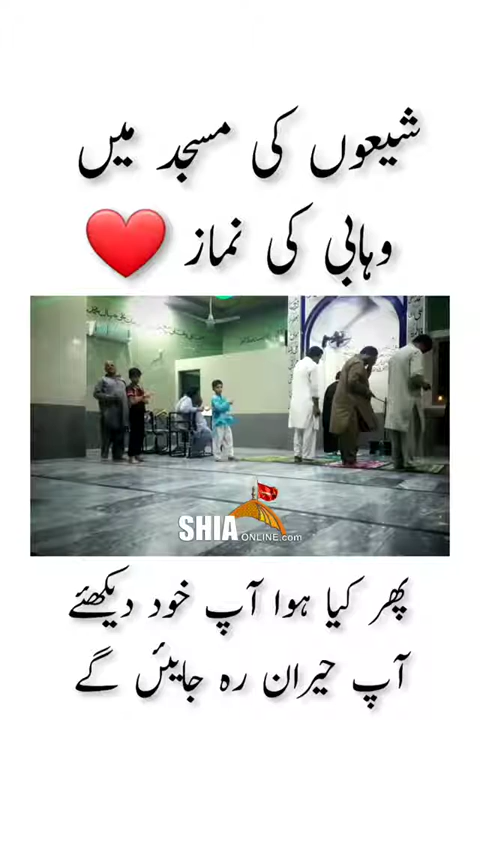 شیعوں کی مسجد میں
وہابی کی نماز ❤️
SHIA
ONLINE.com
پھر کیا ہوا آپ خود دیکھئے
آپ حیران رہ جایئں گے